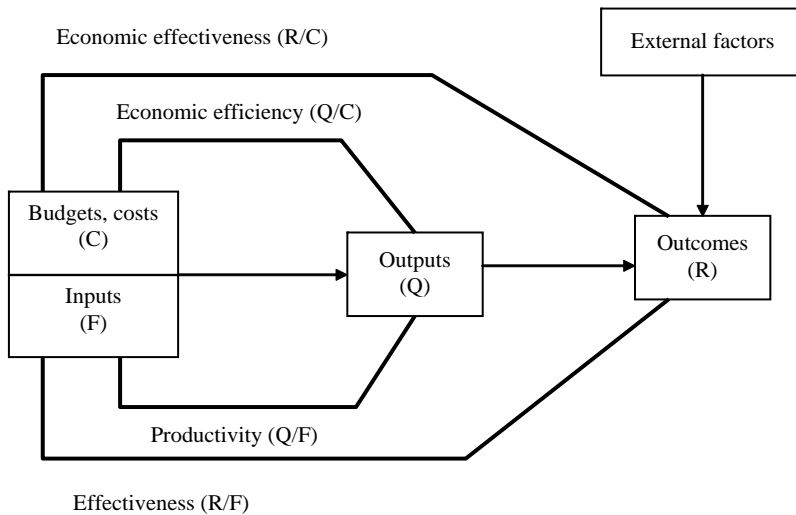 Economic effectiveness (R/C)
External factors
Economic efficiency (Q/C)
Budgets, costs
(C)
Outputs
(Q)
Outcomes
(R)
Inputs
(F)
Productivity (Q/F)
Effectiveness (R/F)